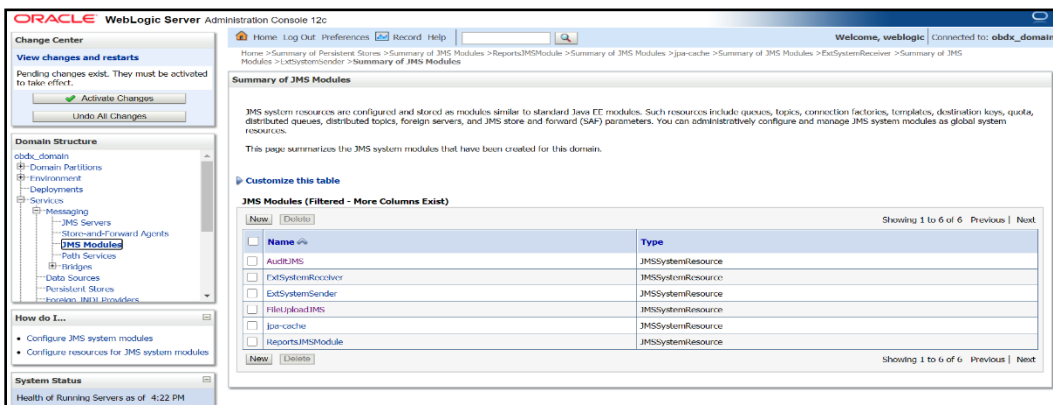 ORACLE WebLogic Server Administration Console 12c
Change Center
View changes and restarts
Pending changes exist. They must be activated
to take effect.
Activate Changes
Undo All Changes
Domain Structure
obdx_domain
Domain Partitions
Environment
Deployments
Services
Messaging
JMS Servers
Store-and-Forward Agents
JMS Modules
Path Services
Bridges
Data Sources
Persistent Stores
Foreign JNDI Providers
How do I...
Configure JMS system modules
Configure resources for JMS system modules
System Status
Health of Running Servers as of 4:22 PM
Home Log Out Preferences Record Help
Welcome, weblogic Connected to: obdx_domain
Home >Summary of Persistent Stores >Summary of JMS Modules >ReportsJMSModule >Summary of JMS Modules >jpa-cache >Summary of JMS Modules >ExtSystemReceiver >Summary of JMS
Modules >ExtSystemSender >Summary of JMS Modules
Summary of JMS Modules
JMS system resources are configured and stored as modules similar to standard Java EE modules. Such resources include queues, topics, connection factories, templates, destination keys, quota,
distributed queues, distributed topics, foreign servers, and JMS store and forward (SAF) parameters. You can administratively configure and manage JMS system modules as global system
resources.
This page summarizes the JMS system modules that have been created for this domain.
Customize this table
JMS Modules (Filtered - More Columns Exist)
New Delete Showing 1 to 6 of 6 Previous | Next
Name Type
AuditJMS JMSSystemResource
ExtSystemReceiver JMSSystemResource
ExtSystemSender JMSSystemResource
FileUploadJMS JMSSystemResource
jpa-cache JMSSystemResource
ReportsJMSModule JMSSystemResource
New Delete Showing 1 to 6 of 6 Previous | Next